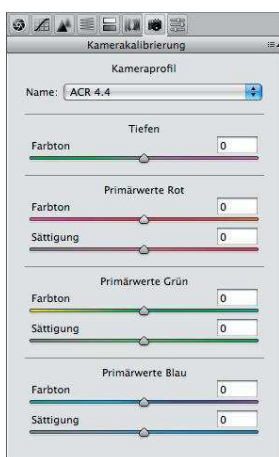 Kamerakalibrierung
Kameraprofil
Name: ACR 4.4
Tiefen
Farbton 0
Primärwerte Rot
Farbton 0
Sättigung 0
Primärwerte Grün
Farbton 0
Sättigung 0
Primärwerte Blau
Farbton 0
Sättigung 0